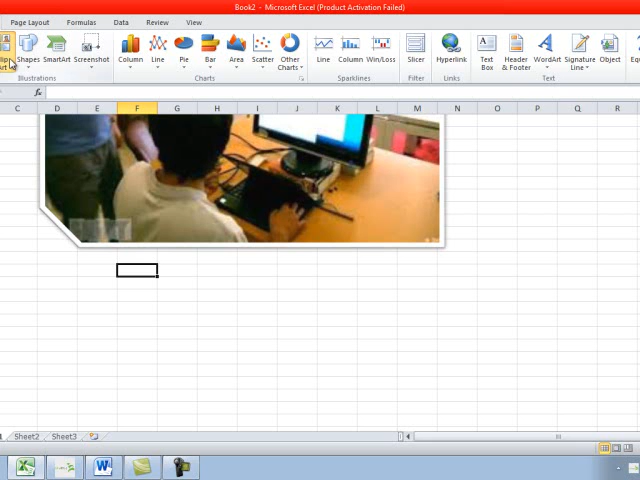 Book2 - Microsoft Excel (Product Activation Failed)
Page Layout Formulas Data Review View
Clip Art Shapes SmartArt Screenshot Column Line Pie Bar Area Scatter Other Charts Line Column Win/Loss Slicer Hyperlink Text Box Header & Footer WordArt Signature Line Object
Illustrations Charts Sparklines Filter Links Text
fx
C D E F G H I J K L M N O P Q R
Sheet2 Sheet3